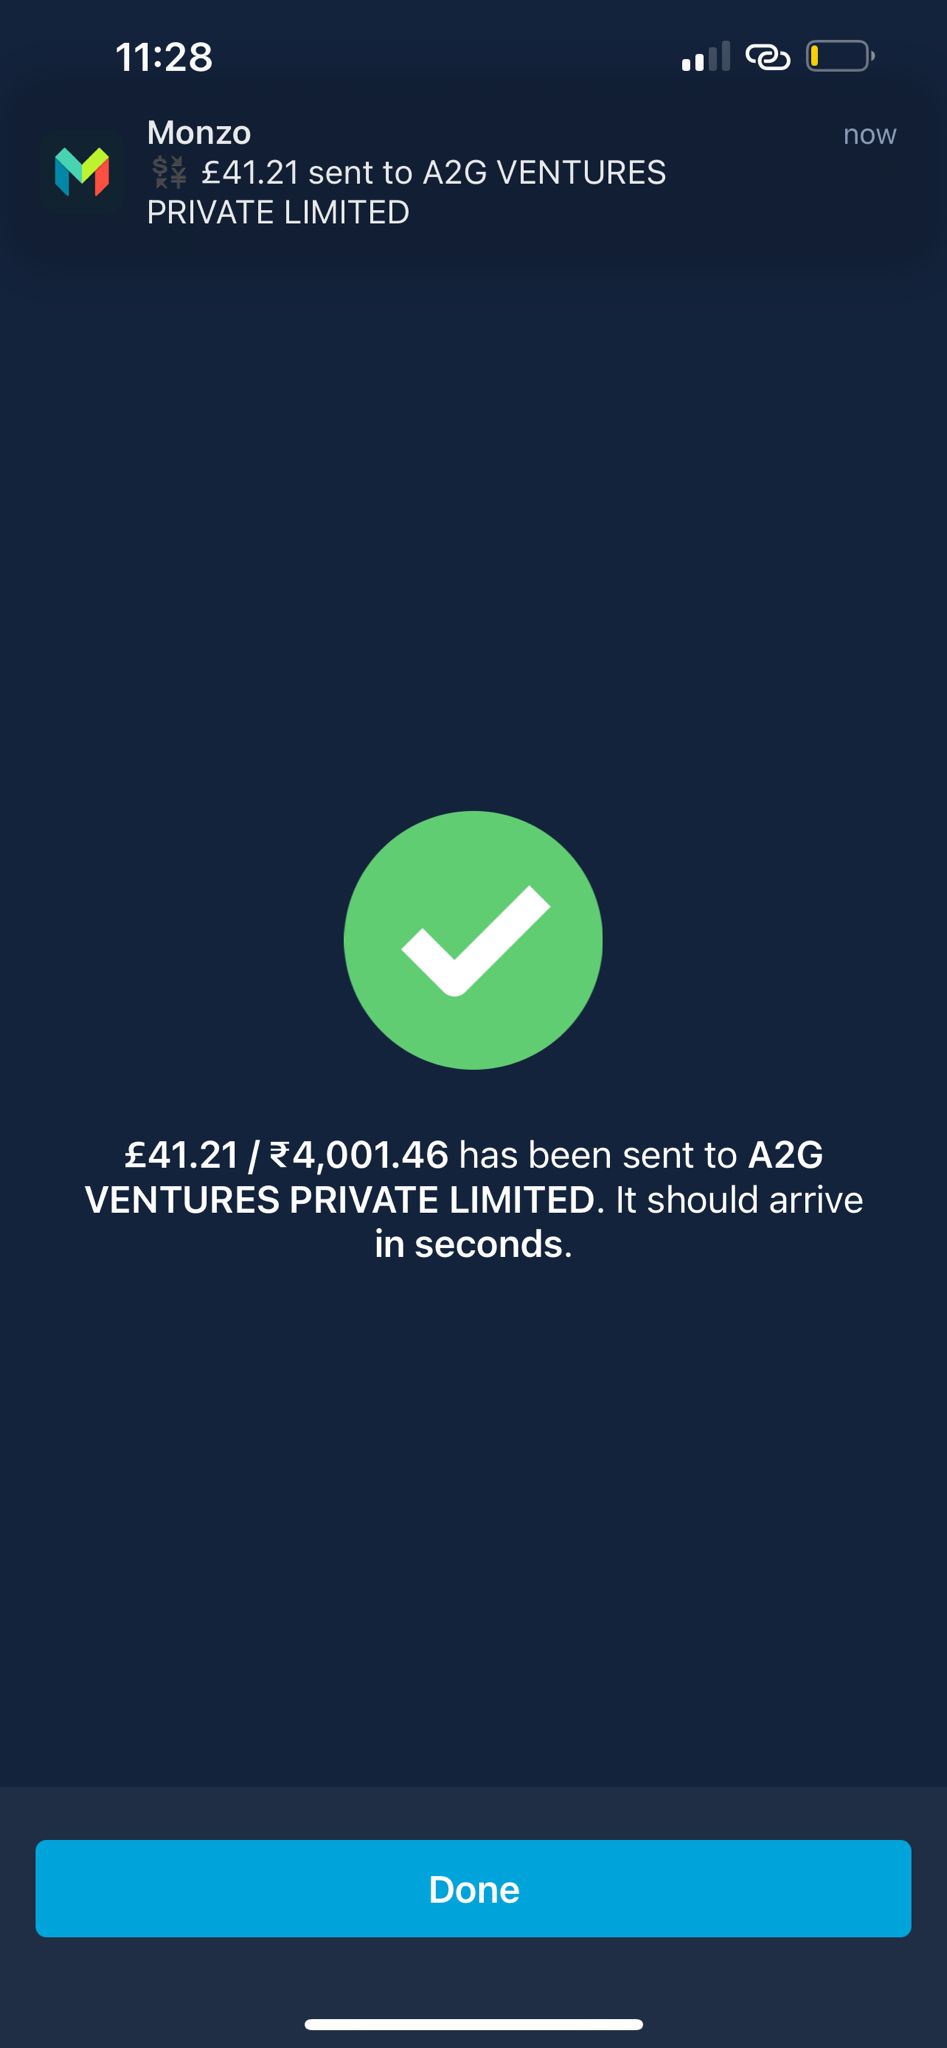 11:28
Monzo
now
💱 £41.21 sent to A2G VENTURES
PRIVATE LIMITED
£41.21 / ₹4,001.46 has been sent to A2G
VENTURES PRIVATE LIMITED. It should arrive
in seconds.
Done